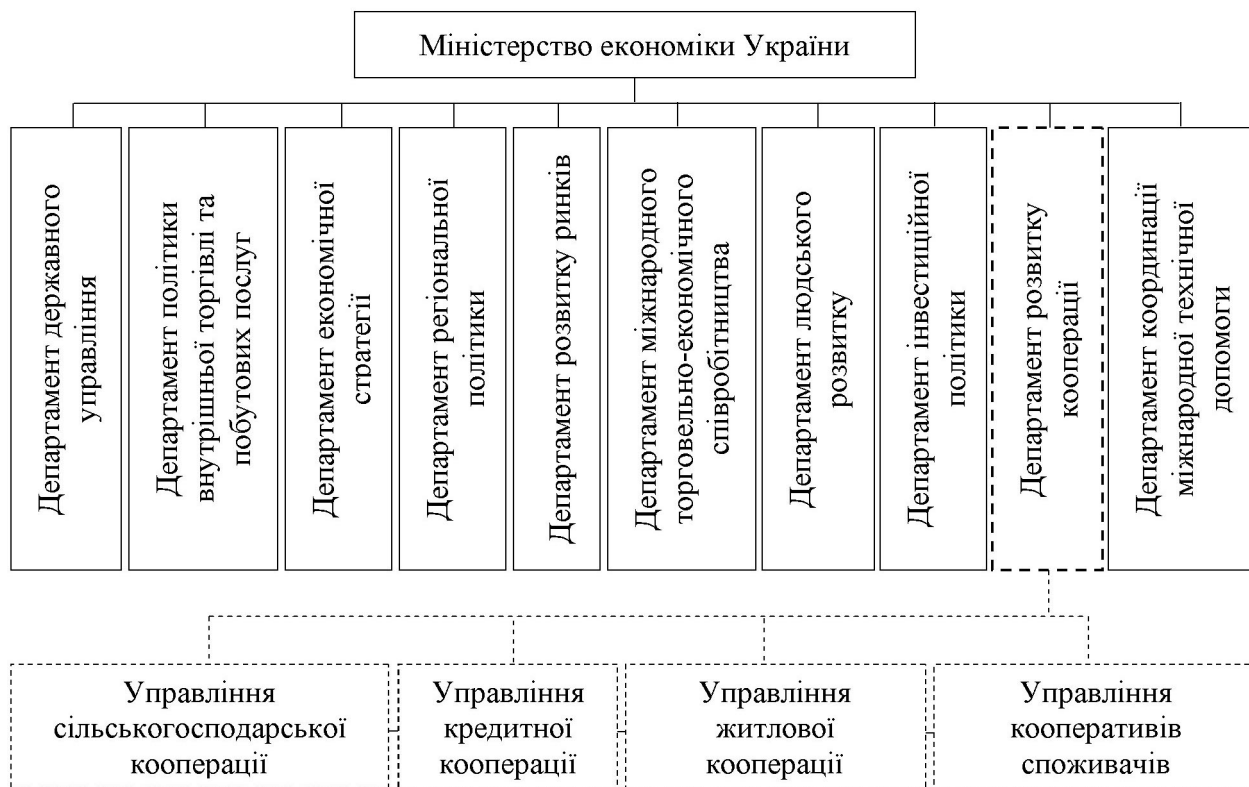 Міністерство економіки України
Департамент державного
управління
Департамент політики
внутрішньої торгівлі та
побутових послуг
Департамент економічної
стратегії
Департамент регіональної
політики
Департамент розвитку ринків
Департамент міжнародного
торговельно-економічного
співробітництва
Департамент людського
розвитку
Департамент інвестиційної
політики
Департамент розвитку
кооперації
Департамент координації
міжнародної технічної
допомоги
Управління
сільськогосподарської
кооперації
Управління
кредитної
кооперації
Управління
житлової
кооперації
Управління
кооперативів
споживачів